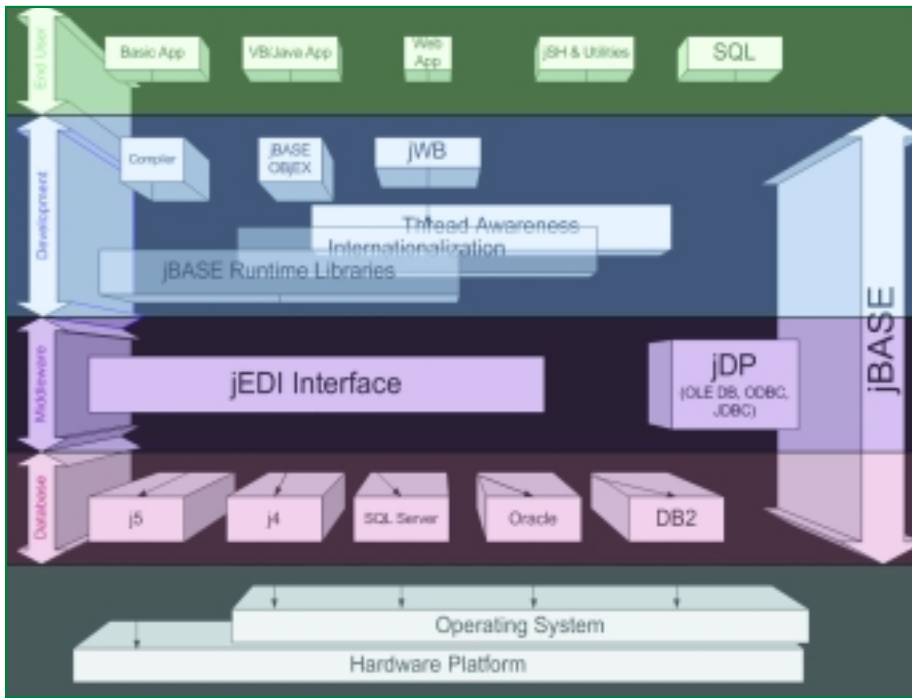 End User
Basic App
VB/Java App
Web
App
jSH & Utilities
SQL
Development
Compiler
jBASE
OBjEX
jWB
Thread Awareness
Internationalization
jBASE Runtime Libraries
jBASE
Middleware
jEDI Interface
jDP
(OLE DB, ODBC,
JDBC)
Database
j5
j4
SQL Server
Oracle
DB2
Operating System
Hardware Platform